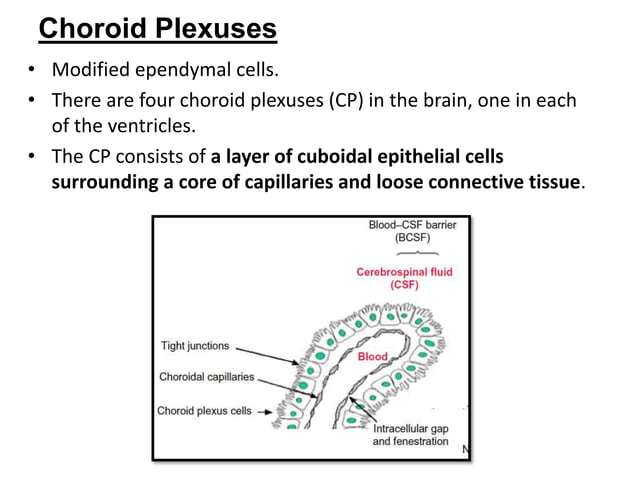 Choroid Plexuses
• Modified ependymal cells.
• There are four choroid plexuses (CP) in the brain, one in each
of the ventricles.
• The CP consists of a layer of cuboidal epithelial cells
surrounding a core of capillaries and loose connective tissue.
Blood–CSF barrier
(BCSF)
Cerebrospinal fluid
(CSF)
Tight junctions
Blood
Choroidal capillaries
Choroid plexus cells
Intracellular gap
and fenestration
N